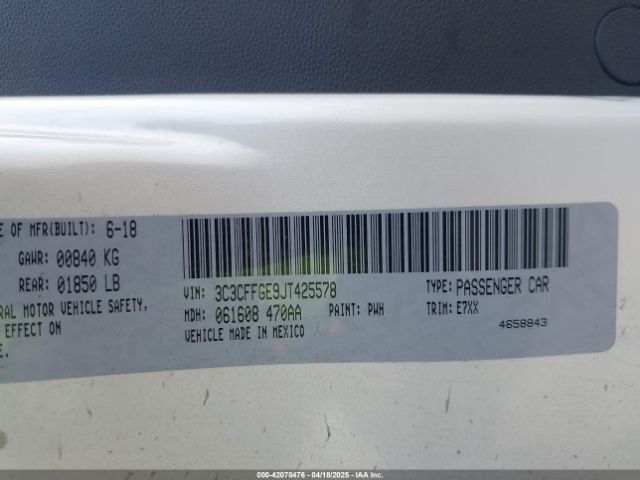 E OF MFR(BUILT): 6-18
GAWR: 00840 KG
REAR: 01850 LB
RAL MOTOR VEHICLE SAFETY,
EFFECT ON
E.
VIN: 3C3CFFGE9JT425578
TYPE: PASSENGER CAR
MDH: 061608 470AA
PAINT: PWH
TRIM: E7XX
VEHICLE MADE IN MEXICO
4658843
000-42078476 - 04/18/2025 - IAAI.COM